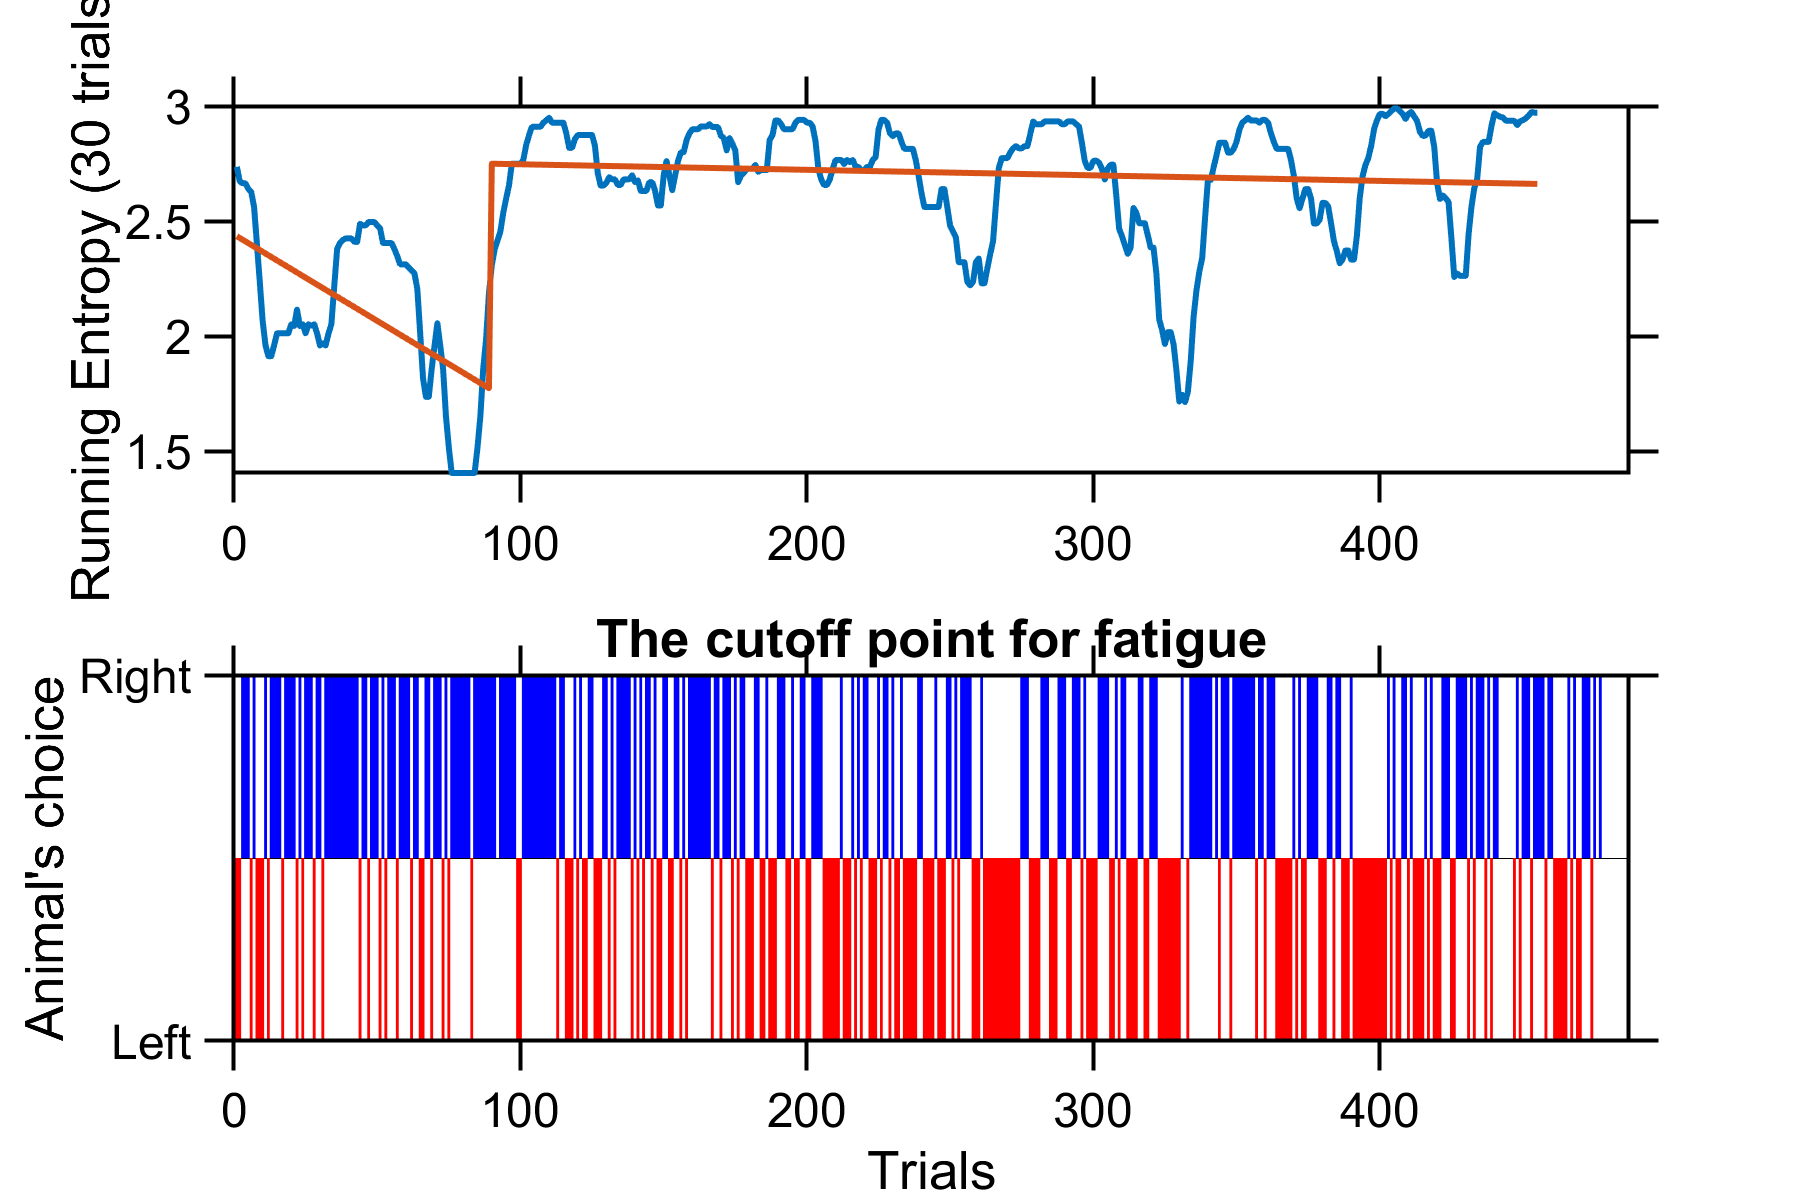 Running Entropy (30 trials
3
2.5
2
1.5
0 100 200 300 400
The cutoff point for fatigue
Animal's choice
Right
Left
0 100 200 300 400
Trials